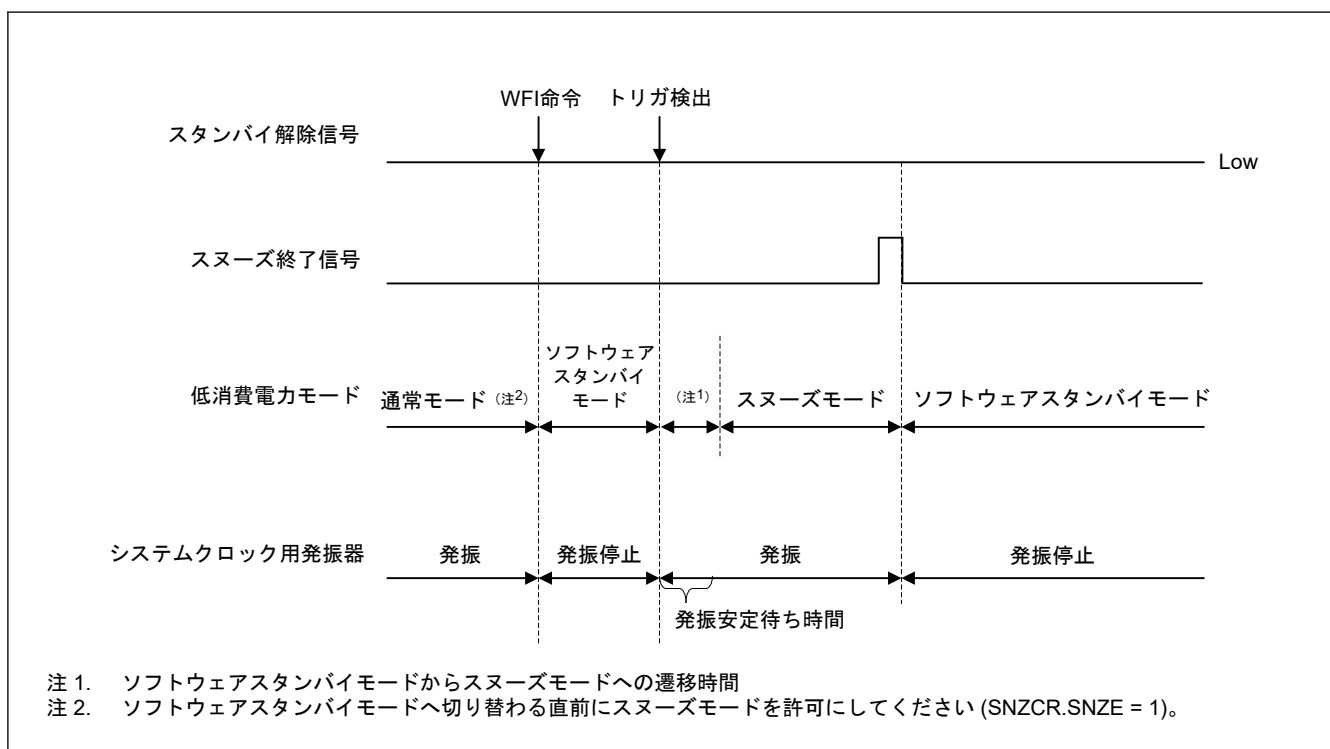 WFI命令 トリガ検出
スタンバイ解除信号
Low
スヌーズ終了信号
低消費電力モード
通常モード (注2)
ソフトウェア
スタンバイ
モード
(注1)
スヌーズモード
ソフトウェアスタンバイモード
システムクロック用発振器
発振
発振停止
発振
発振停止
発振安定待ち時間
注 1. ソフトウェアスタンバイモードからスヌーズモードへの遷移時間
注 2. ソフトウェアスタンバイモードへ切り替わる直前にスヌーズモードを許可にしてください (SNZCR.SNZE = 1)。